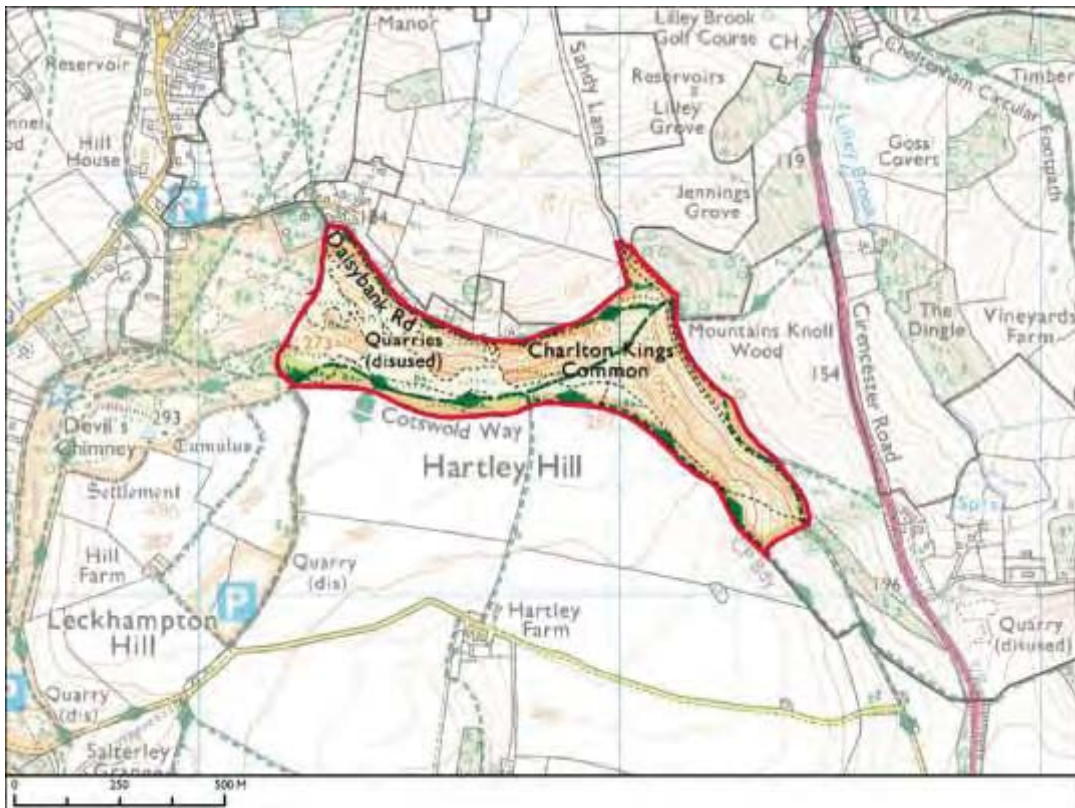 Manor
Reservoir
Hill
House
Sandy Lane
Lilley Brook
Golf Course
CH
112
Cheltenham Circular
Footpath
Timber
Reservoirs
Lilley
Grove
119
Lilley Brook
Goss
Covers
Jennings
Grove
P
184
Daisybank Rd
Quarries
(disused)
273
Charlton Kings
Common
Mountains Knoll
Wood
The
Dingle
Vineyards
Farm
154
Cirencester Road
Devil's
Chimney
293
Tumulus
Settlement
Cotswold Way
Hartley Hill
Hill
Farm
Quarry
(dis)
P
Leckhampton
Hill
Hartley
Farm
196
Quarry
(disused)
P
Quarry
(dis)
Salterley
0 250 500 M